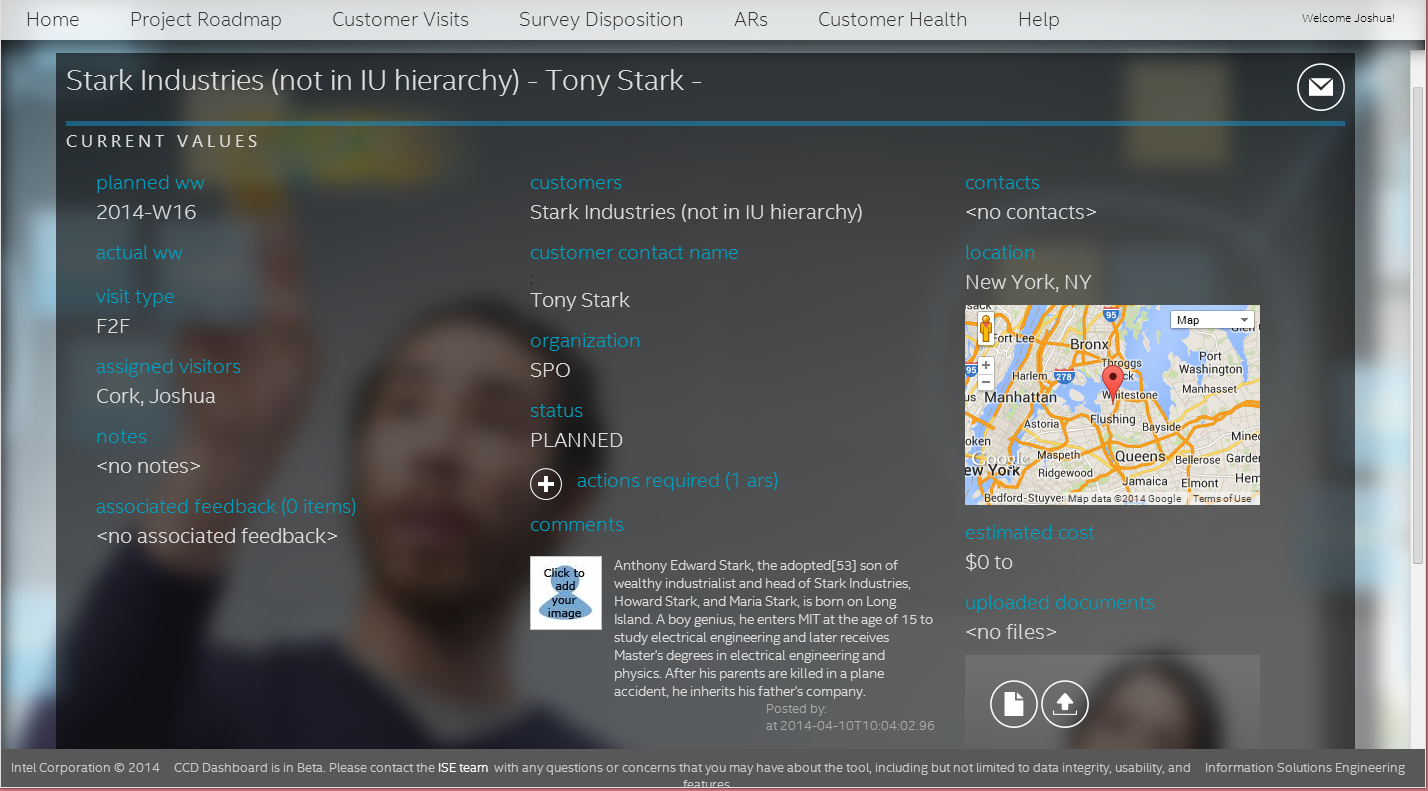 Home Project Roadmap Customer Visits Survey Disposition ARs Customer Health Help Welcome Joshua!
Stark Industries (not in IU hierarchy) - Tony Stark -
CURRENT VALUES
planned ww
2014-W16
actual ww
visit type
F2F
assigned visitors
Cork, Joshua
notes
<no notes>
associated feedback (0 items)
<no associated feedback>
customers
Stark Industries (not in IU hierarchy)
customer contact name
;
Tony Stark
organization
SPO
status
PLANNED
actions required (1 ars)
comments
Click to
add
your
image
Anthony Edward Stark, the adopted[53] son of
wealthy industrialist and head of Stark Industries,
Howard Stark, and Maria Stark, is born on Long
Island. A boy genius, he enters MIT at the age of 15 to
study electrical engineering and later receives
Master's degrees in electrical engineering and
physics. After his parents are killed in a plane
accident, he inherits his father's company.
Posted by:
at 2014-04-10T10:04:02.96
contacts
<no contacts>
location
New York, NY
sack
95
Map
Fort Lee
Bronx
Port
Washington
Throggs
95
Harlem
278
Manhasset
us
Manhattan
Whitestone
Flushing
Astoria
Bayside
oken
Mine
Google
Maspeth
Queens
Bellerose
Garder
ew York
Ridgewood
Jamaica
Elmont
Hem
Bedford-Stuyves
Map data ©2014 Google
Terms of Use
estimated cost
$0 to
uploaded documents
<no files>
Intel Corporation © 2014 CCD Dashboard is in Beta. Please contact the ISE team with any questions or concerns that you may have about the tool, including but not limited to data integrity, usability, and Information Solutions Engineering
features.